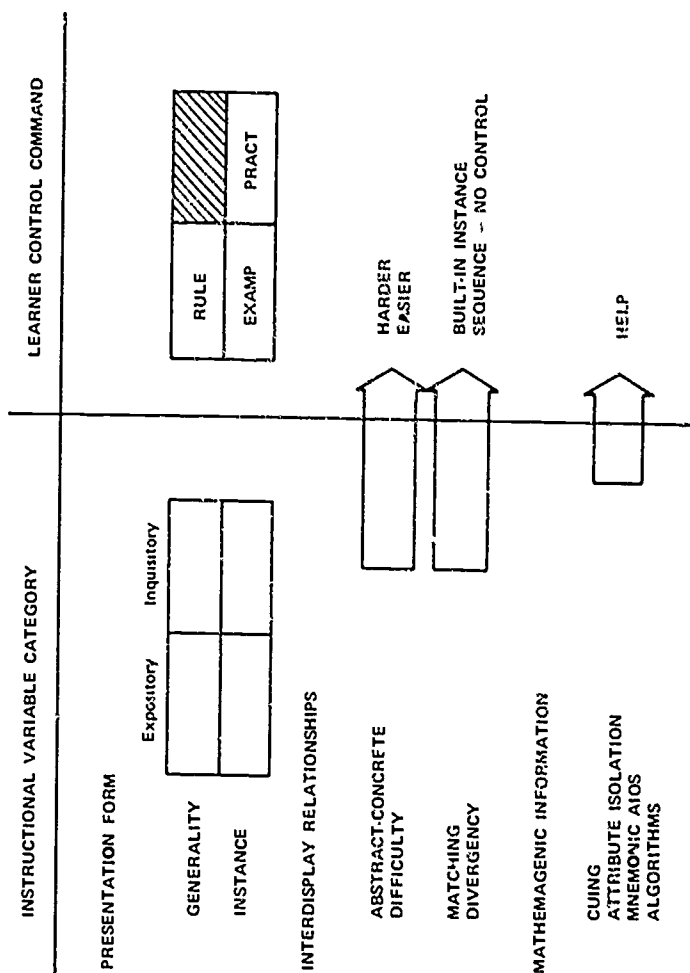 INSTRUCTIONAL VARIABLE CATEGORY
LEARNER CONTROL COMMAND
PRESENTATION FORM
Expository
Inquisitory
GENERALITY
INSTANCE
RULE
EXAMP
PRACT
INTERDISPLAY RELATIONSHIPS
ABSTRACT-CONCRETE
DIFFICULTY
HARDER
EASIER
MATCHING
DIVERGENCY
BUILT-IN INSTANCE
SEQUENCE – NO CONTROL
MATHEMAGENIC INFORMATION
CUING
ATTRIBUTE ISOLATION
MNEMONIC AIDS
ALGORITHMS
HELP